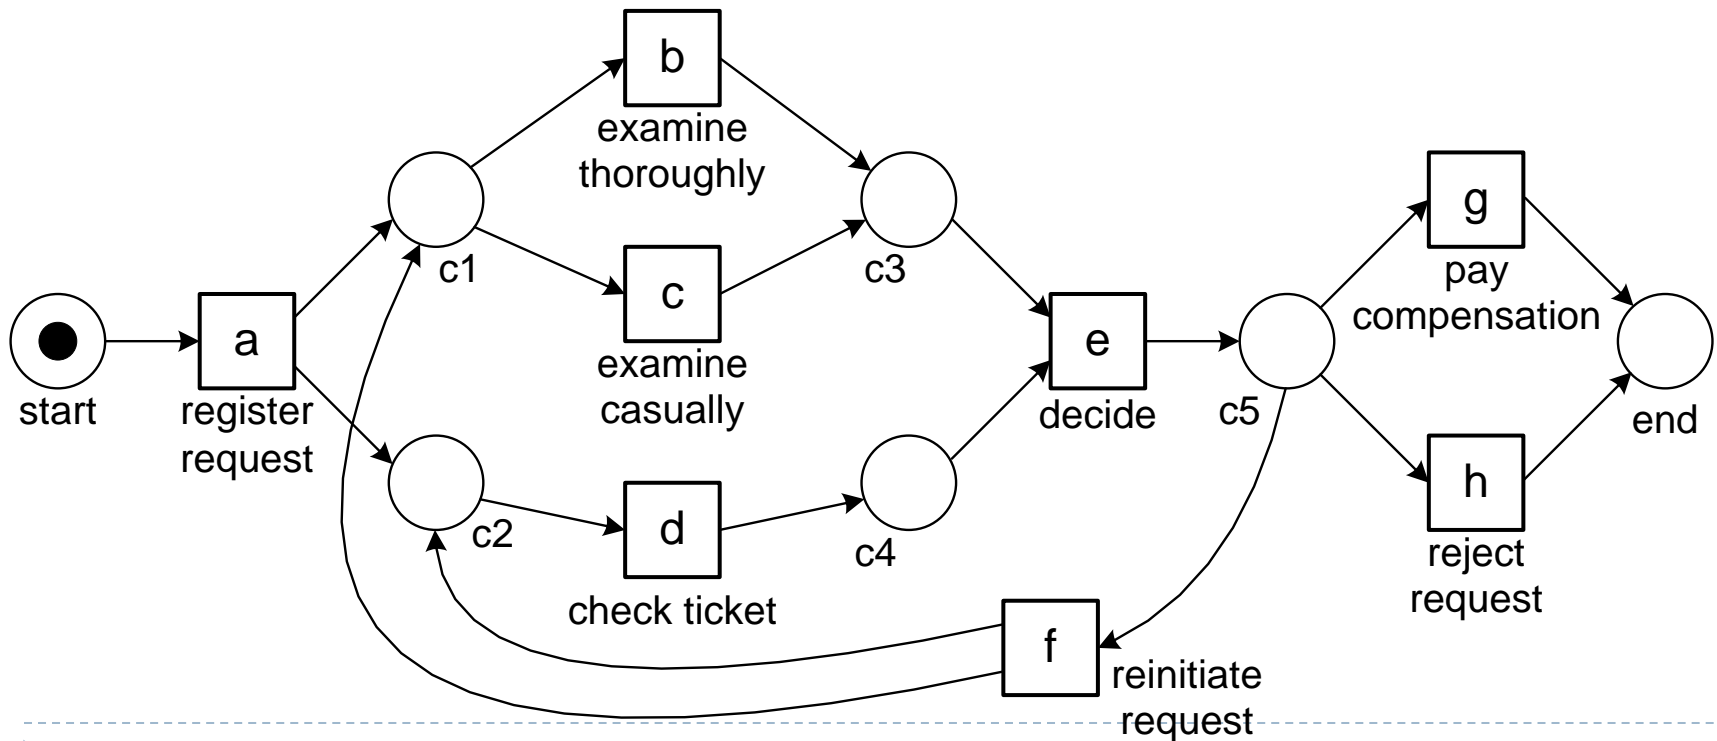 b
examine
thoroughly
c1
c
examine
casually
c3
start
a
register
request
c2
d
check ticket
c4
e
decide
c5
f
reinitiate
request
g
pay
compensation
h
reject
request
end